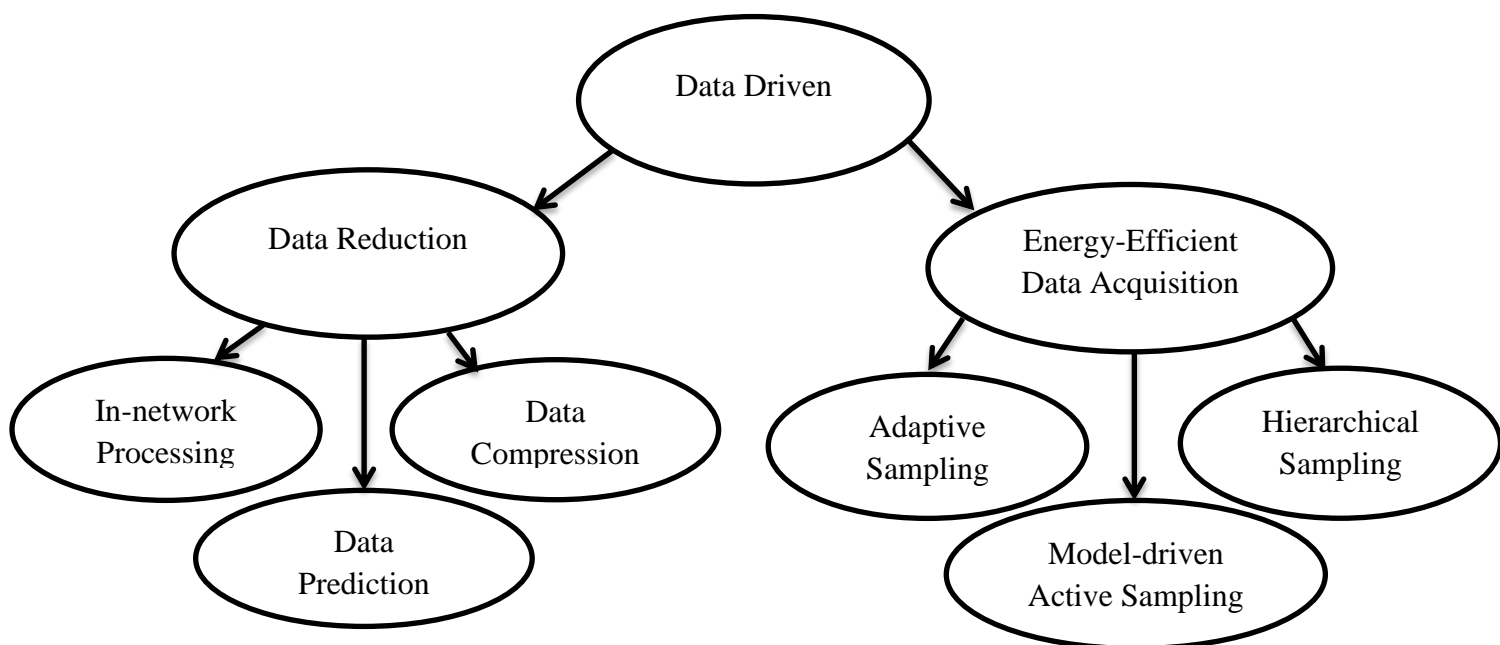 Data Driven
Data Reduction
Energy-Efficient
Data Acquisition
In-network
Processing
Data
Compression
Adaptive
Sampling
Hierarchical
Sampling
Data
Prediction
Model-driven
Active Sampling